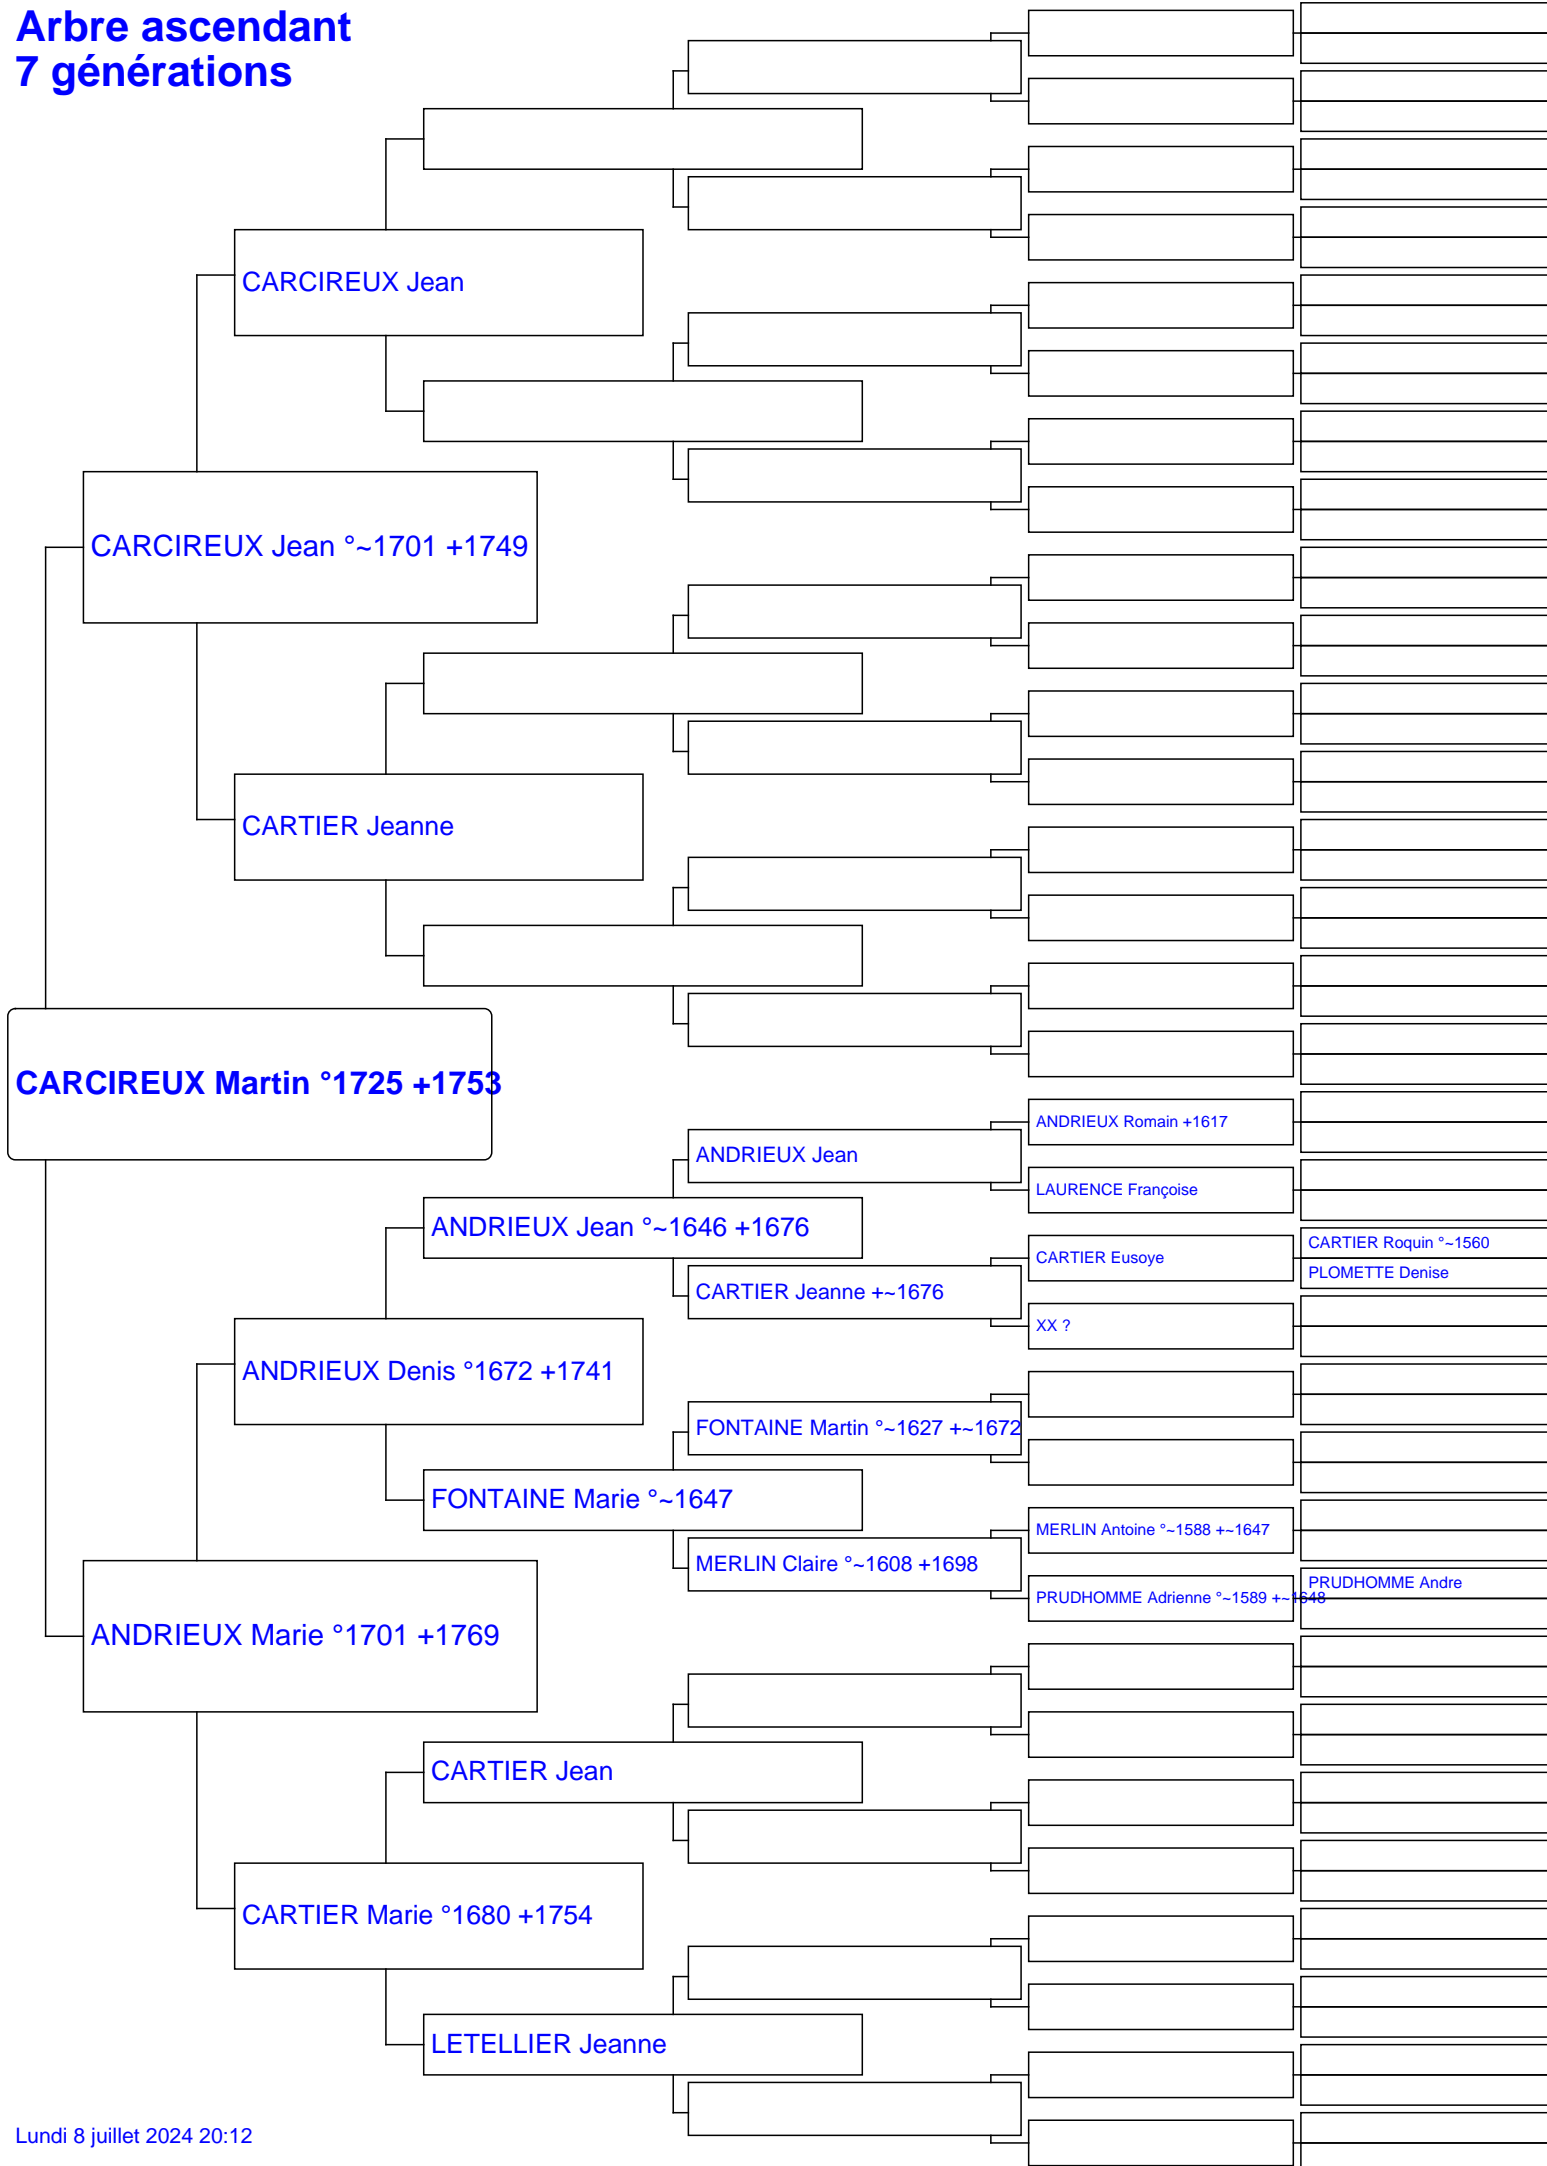 Arbre ascendant
7 générations
CARCIREUX Jean
CARCIREUX Jean °~1701 +1749
CARTIER Jeanne
CARCIREUX Martin °1725 +1753
ANDRIEUX Romain +1617
ANDRIEUX Jean
LAURENCE Françoise
ANDRIEUX Jean °~1646 +1676
CARTIER Roquin °~1560
CARTIER Eusoye
PLOMETTE Denise
CARTIER Jeanne +~1676
XX ?
ANDRIEUX Denis °1672 +1741
FONTAINE Martin °~1627 +~1672
FONTAINE Marie °~1647
MERLIN Antoine °~1588 +~1647
MERLIN Claire °~1608 +1698
PRUDHOMME Andre
PRUDHOMME Adrienne °~1589 +~1648
ANDRIEUX Marie °1701 +1769
CARTIER Jean
CARTIER Marie °1680 +1754
LETELLIER Jeanne
Lundi 8 juillet 2024 20:12